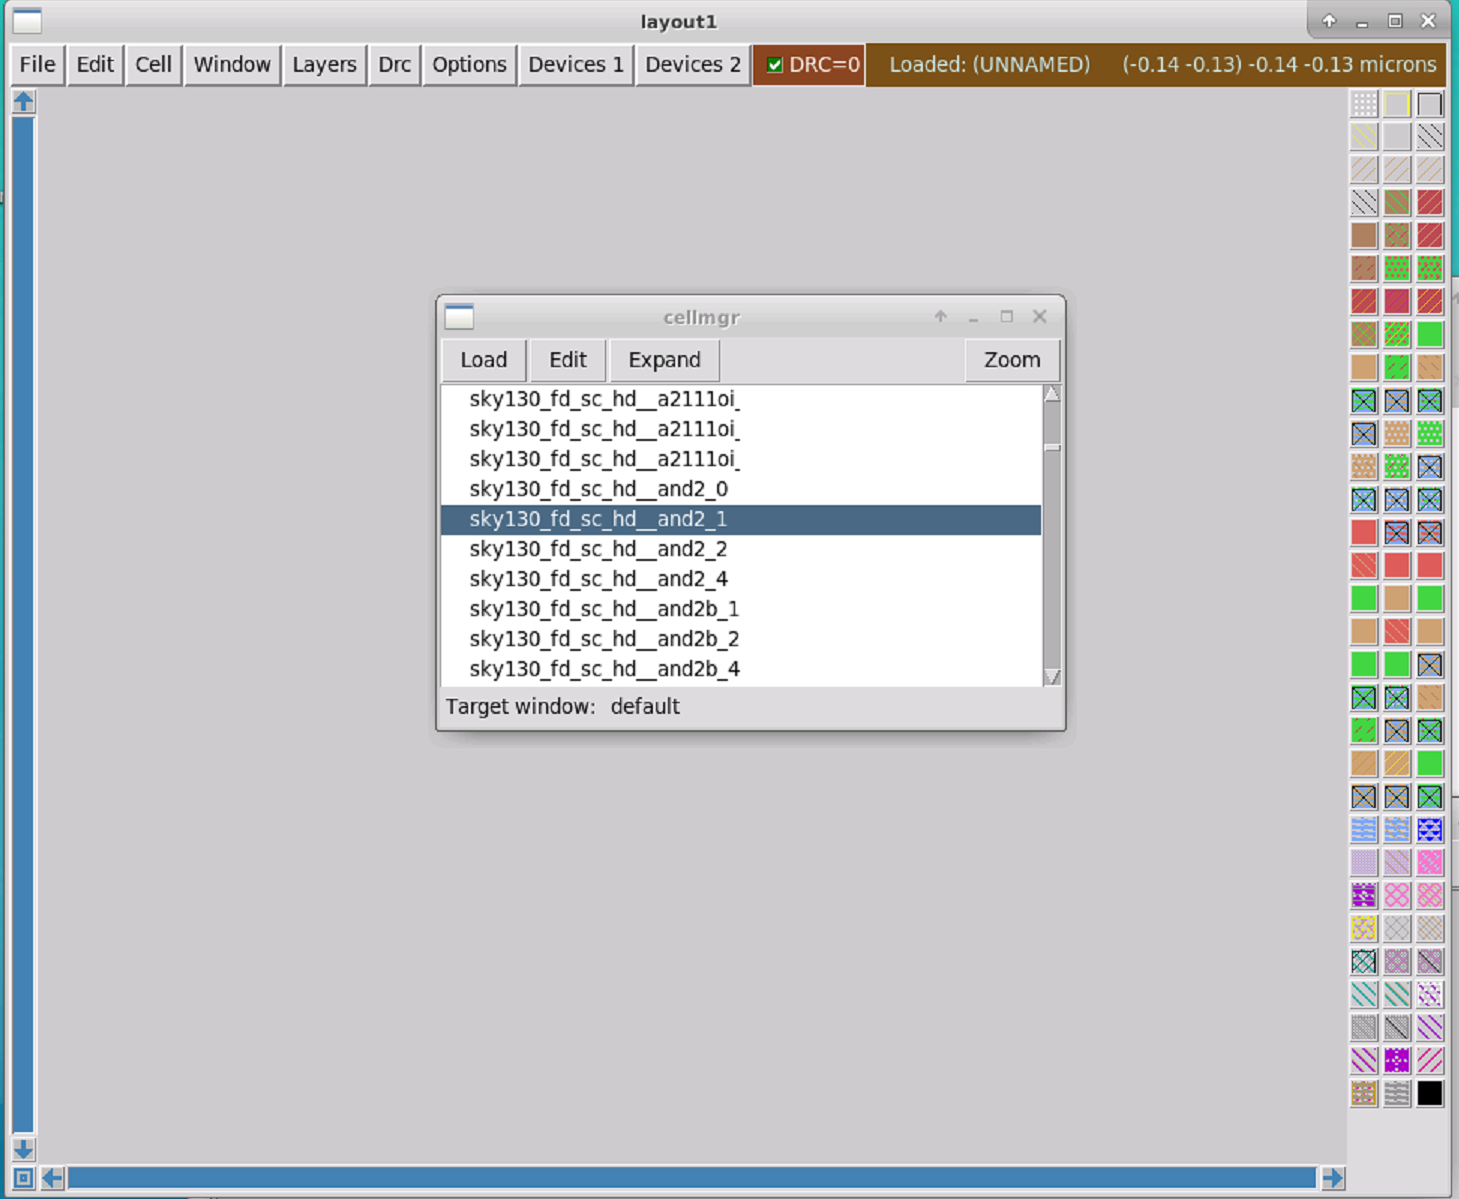 layout1
File Edit Cell Window Layers Drc Options Devices 1 Devices 2 DRC=0 Loaded: (UNNAMED) (-0.14 -0.13) -0.14 -0.13 microns
cellmgr
Load Edit Expand Zoom
sky130_fd_sc_hd__a2111oi_
sky130_fd_sc_hd__a2111oi_
sky130_fd_sc_hd__a2111oi_
sky130_fd_sc_hd__and2_0
sky130_fd_sc_hd__and2_1
sky130_fd_sc_hd__and2_2
sky130_fd_sc_hd__and2_4
sky130_fd_sc_hd__and2b_1
sky130_fd_sc_hd__and2b_2
sky130_fd_sc_hd__and2b_4
Target window: default